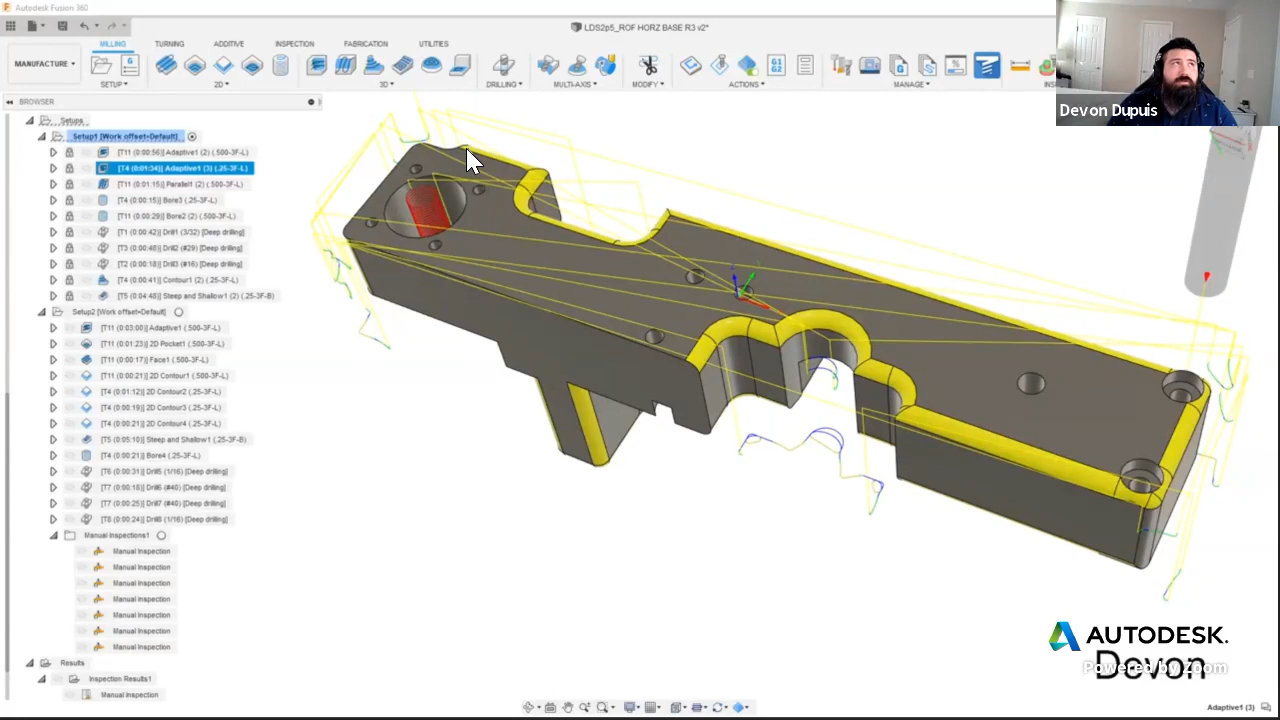 Autodesk Fusion 360
LDS2p5_ROF HORZ BASE R3 v2*
MILLING TURNING ADDITIVE INSPECTION FABRICATION UTILITIES
MANUFACTURE
SETUP 2D 3D DRILLING MULTI-AXIS MODIFY ACTIONS MANAGE
G1
G2
Devon Dupuis
BROWSER
Setups
Setup1 [Work offset=Default]
[T11 (0:00:56)] Adaptive1 (2) (.500-3F-L)
[T4 (0:01:34)] Adaptive1 (3) (.25-3F-L)
[T11 (0:01:15)] Parallel1 (2) (.500-3F-L)
[T4 (0:00:15)] Bore3 (.25-3F-L)
[T11 (0:00:29)] Bore2 (2) (.500-3F-L)
[T1 (0:00:42)] Drill1 (3/32) [Deep drilling]
[T3 (0:00:48)] Drill2 (#29) [Deep drilling]
[T2 (0:00:18)] Drill3 (#16) [Deep drilling]
[T4 (0:00:41)] Contour1 (2) (.25-3F-L)
[T5 (0:04:48)] Steep and Shallow1 (2) (.25-3F-B)
Setup2 [Work offset=Default]
[T11 (0:03:00)] Adaptive1 (.500-3F-L)
[T11 (0:01:23)] 2D Pocket1 (.500-3F-L)
[T11 (0:00:17)] Face1 (.500-3F-L)
[T11 (0:00:21)] 2D Contour1 (.500-3F-L)
[T4 (0:01:12)] 2D Contour2 (.25-3F-L)
[T4 (0:00:19)] 2D Contour3 (.25-3F-L)
[T4 (0:00:21)] 2D Contour4 (.25-3F-L)
[T5 (0:05:10)] Steep and Shallow1 (.25-3F-B)
[T4 (0:00:21)] Bore4 (.25-3F-L)
[T6 (0:00:31)] Drill5 (1/16) [Deep drilling]
[T7 (0:00:18)] Drill6 (#40) [Deep drilling]
[T7 (0:00:25)] Drill7 (#40) [Deep drilling]
[T8 (0:00:24)] Drill8 (1/16) [Deep drilling]
Manual Inspections1
Manual Inspection
Manual Inspection
Manual Inspection
Manual Inspection
Manual Inspection
Manual Inspection
Manual Inspection
Results
Inspection Results1
Manual Inspection
AUTODESK.
Devon
Powered by Zoom
Adaptive1 (3)